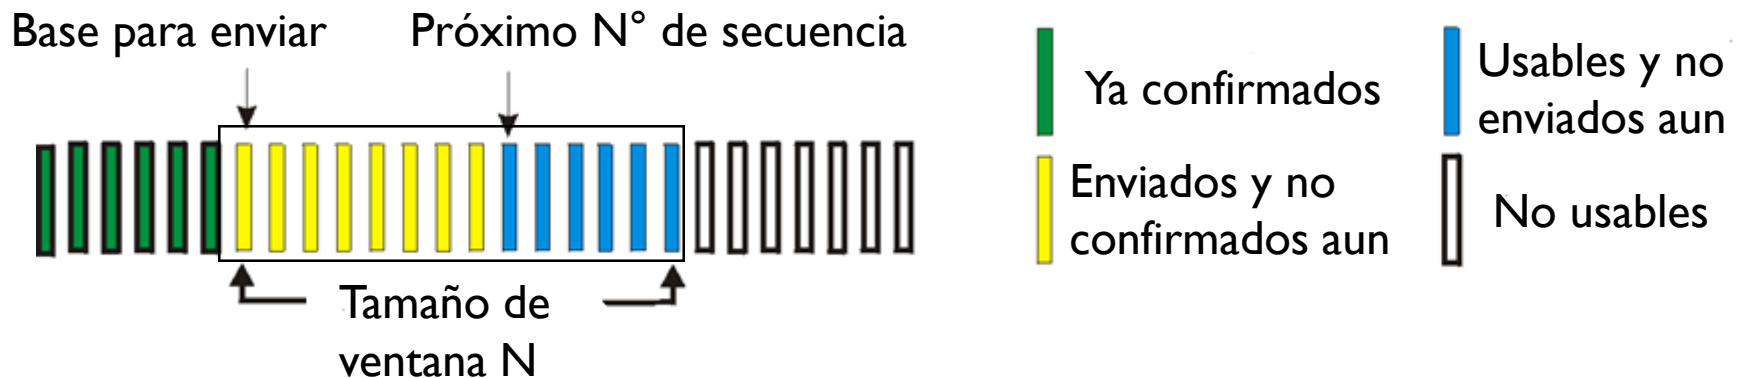 Base para enviar
Próximo N° de secuencia
Tamaño de
ventana N
Ya confirmados
Enviados y no
confirmados aun
Usables y no
enviados aun
No usables